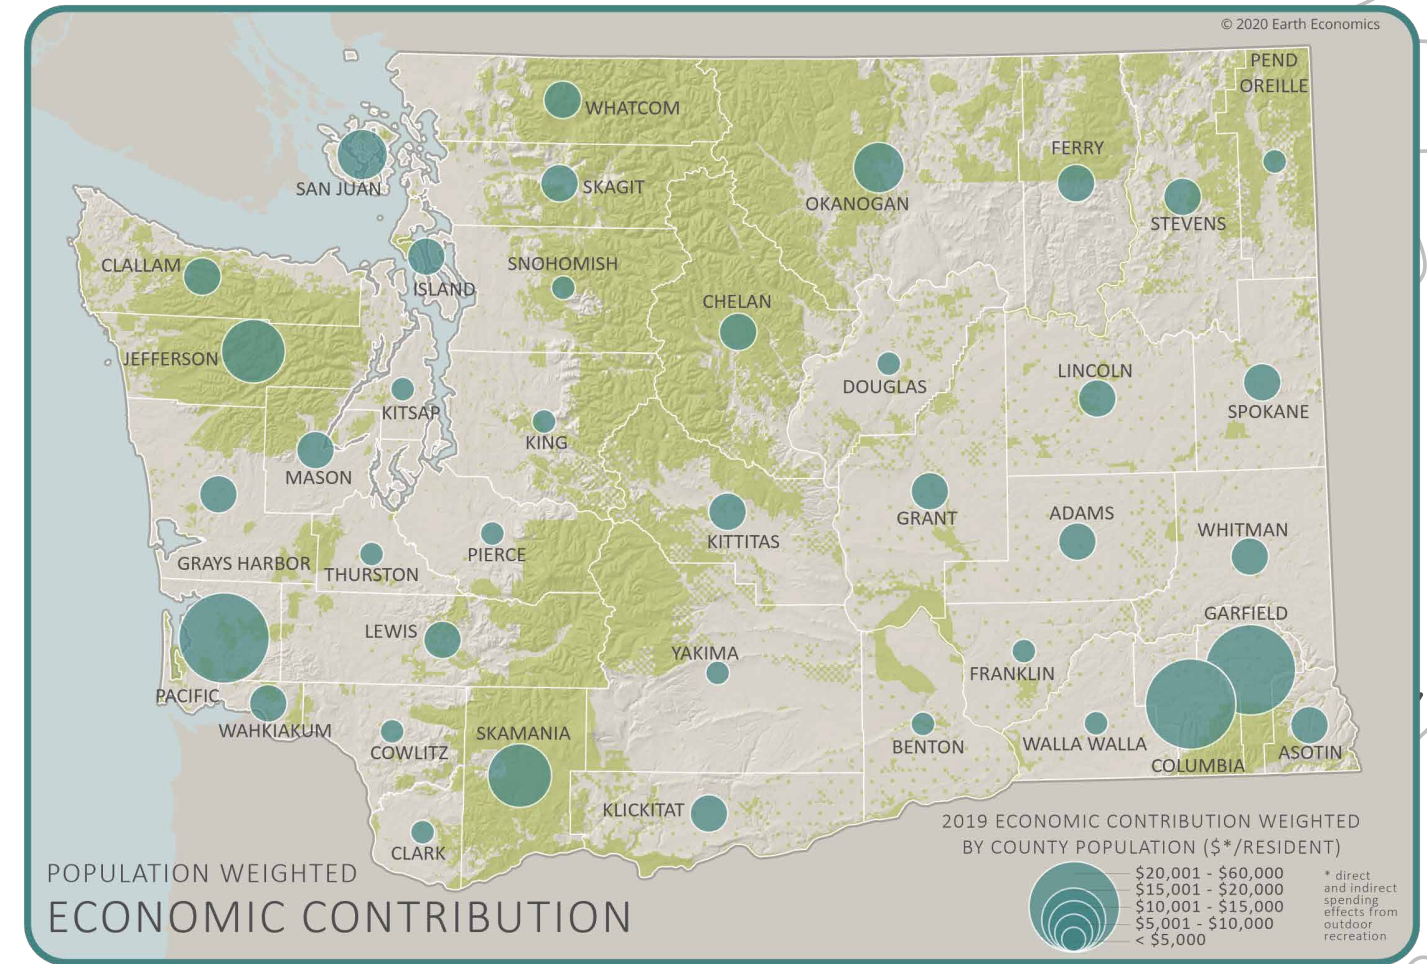 © 2020 Earth Economics
PEND
OREILLE
WHATCOM
FERRY
SAN JUAN
SKAGIT
OKANOGAN
STEVENS
CLALLAM
SNOHOMISH
ISLAND
CHELAN
JEFFERSON
DOUGLAS
LINCOLN
KITSAP
SPOKANE
KING
MASON
GRANT
ADAMS
WHITMAN
KITTITAS
PIERCE
GRAYS HARBOR
THURSTON
GARFIELD
LEWIS
YAKIMA
FRANKLIN
PACIFIC
WAHKIAKUM
SKAMANIA
COWLITZ
BENTON
WALLA WALLA
COLUMBIA
ASOTIN
KLICKITAT
CLARK
2019 ECONOMIC CONTRIBUTION WEIGHTED
BY COUNTY POPULATION ($*/RESIDENT)
$20,001 - $60,000
$15,001 - $20,000
$10,001 - $15,000
$5,001 - $10,000
< $5,000
* direct
and indirect
spending
effects from
outdoor
recreation
POPULATION WEIGHTED
ECONOMIC CONTRIBUTION